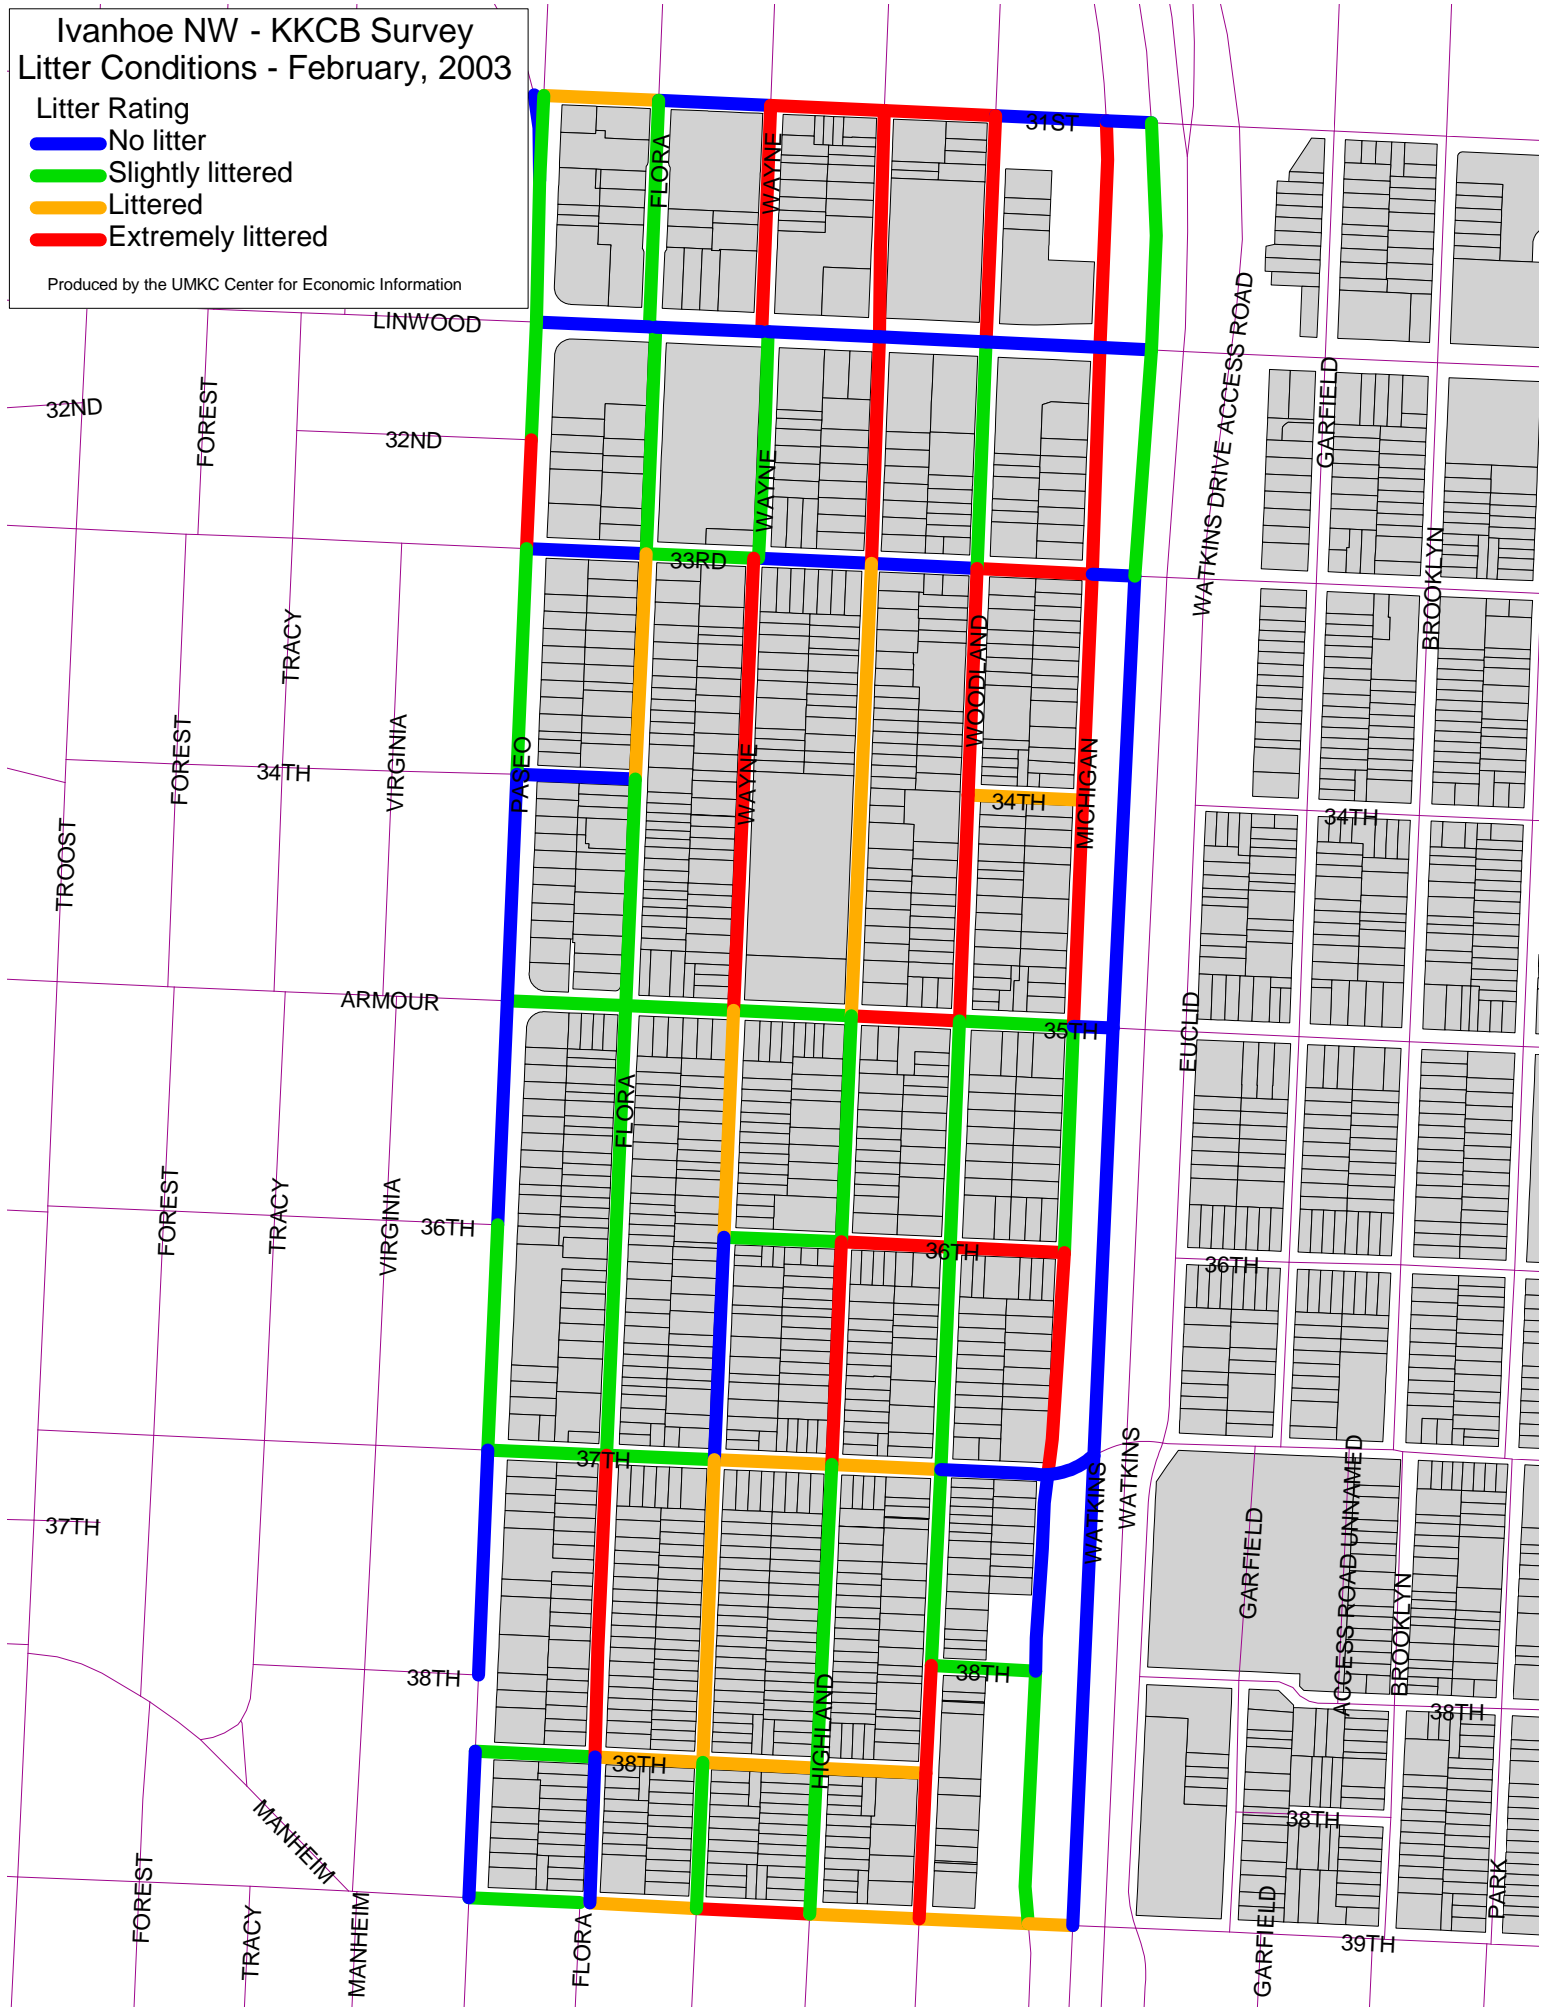 Ivanhoe NW - KKCB Survey
Litter Conditions - February, 2003
Litter Rating
No litter
Slightly littered
Littered
Extremely littered
Produced by the UMKC Center for Economic Information
31ST
FLORA
WAYNE
LINWOOD
WATKINS DRIVE ACCESS ROAD
32ND
FOREST
32ND
GARFIELD
WAYNE
33RD
BROOKLYN
TRACY
WOODLAND
FOREST
34TH
VIRGINIA
PASEO
WAYNE
34TH
MICHIGAN
34TH
TROOST
ARMOUR
35TH
EUCLID
FLORA
FOREST
TRACY
VIRGINIA
36TH
36TH
36TH
37TH
WATKINS
WATKINS
37TH
GARFIELD
ACCESS ROAD UNNAMED
BROOKLYN
38TH
38TH
38TH
HIGHLAND
38TH
MANHEIM
38TH
FOREST
TRACY
MANHEIM
FLORA
GARFIELD
39TH
PARK